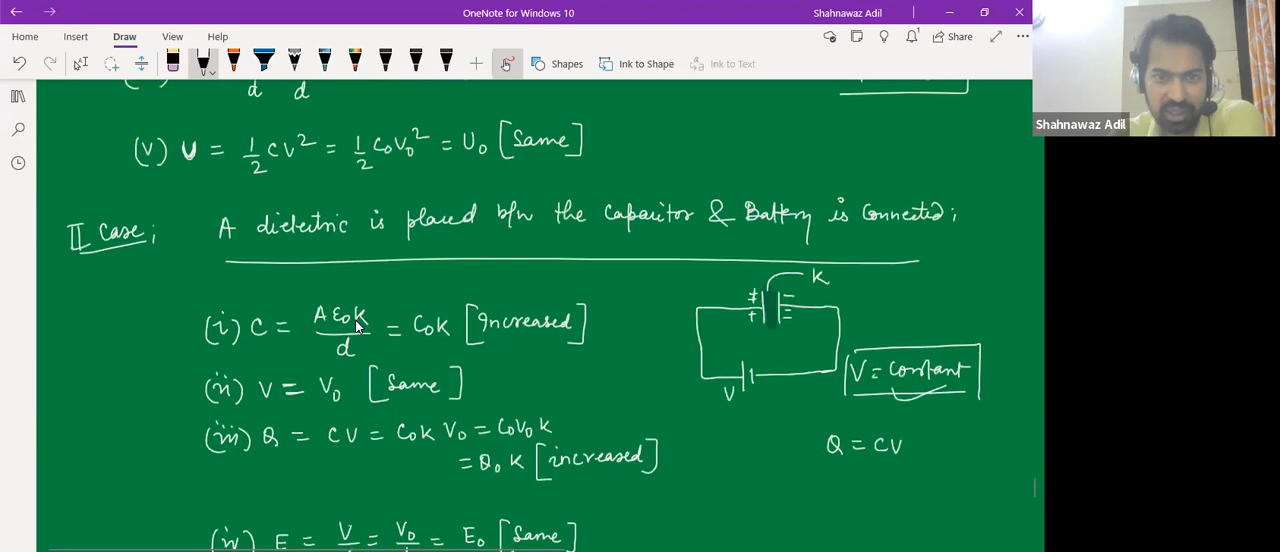 OneNote for Windows 10
Shahnawaz Adil
Home Insert Draw View Help
Share
Shapes
Ink to Shape
Ink to Text
Shahnawaz Adil
d d
(V) U = 1/2 CV² = 1/2 C₀V₀² = U₀ [Same]
II Case; A dielectric is placed b/w the Capacitor & Battery is Connected;
K
(i) C = Aε₀K/d = C₀K [Increased]
V
V = Constant
(ii) V = V₀ [Same]
(iii) Q = CV = C₀K V₀ = C₀V₀K
= Q₀ K [increased]
Q = CV
(iv) E = V/ = V₀/ = E₀ [Same]